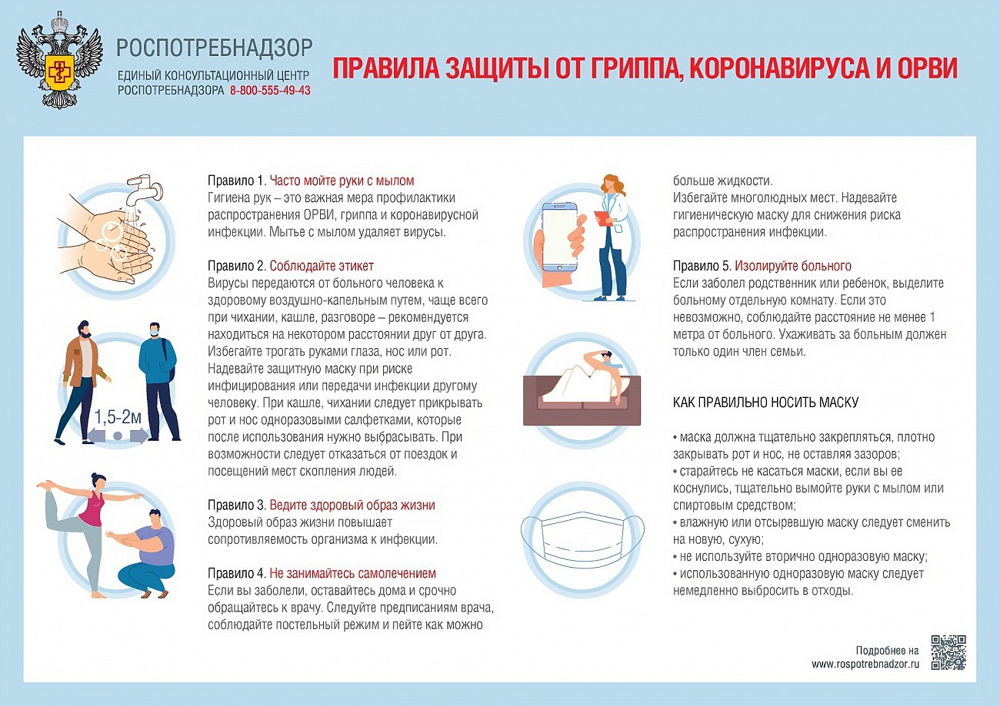 РОСПОТРЕБНАДЗОР
ЕДИНЫЙ КОНСУЛЬТАЦИОННЫЙ ЦЕНТР
РОСПОТРЕБНАДЗОРА 8-800-555-49-43
ПРАВИЛА ЗАЩИТЫ ОТ ГРИППА, КОРОНАВИРУСА И ОРВИ
Правило 1. Часто мойте руки с мылом
Гигиена рук – это важная мера профилактики
распространения ОРВИ, гриппа и коронавирусной
инфекции. Мытье с мылом удаляет вирусы.
Правило 2. Соблюдайте этикет
Вирусы передаются от больного человека к
здоровому воздушно-капельным путем, чаще всего
при чихании, кашле, разговоре – рекомендуется
находиться на некотором расстоянии друг от друга.
Избегайте трогать руками глаза, нос или рот.
Надевайте защитную маску при риске
инфицирования или передачи инфекции другому
человеку. При кашле, чихании следует прикрывать
рот и нос одноразовыми салфетками, которые
после использования нужно выбрасывать. При
возможности следует отказаться от поездок и
посещений мест скопления людей.
1,5-2м
Правило 3. Ведите здоровый образ жизни
Здоровый образ жизни повышает
сопротивляемость организма к инфекции.
Правило 4. Не занимайтесь самолечением
Если вы заболели, оставайтесь дома и срочно
обращайтесь к врачу. Следуйте предписаниям врача,
соблюдайте постельный режим и пейте как можно
больше жидкости.
Избегайте многолюдных мест. Надевайте
гигиеническую маску для снижения риска
распространения инфекции.
Правило 5. Изолируйте больного
Если заболел родственник или ребенок, выделите
больному отдельную комнату. Если это
невозможно, соблюдайте расстояние не менее 1
метра от больного. Ухаживать за больным должен
только один член семьи.
КАК ПРАВИЛЬНО НОСИТЬ МАСКУ
• маска должна тщательно закрепляться, плотно
закрывать рот и нос, не оставляя зазоров;
• старайтесь не касаться маски, если вы ее
коснулись, тщательно вымойте руки с мылом или
спиртовым средством;
• влажную или отсыревшую маску следует сменить
на новую, сухую;
• не используйте вторично одноразовую маску;
• использованную одноразовую маску следует
немедленно выбросить в отходы.
Подробнее на
www.rospotrebnadzor.ru